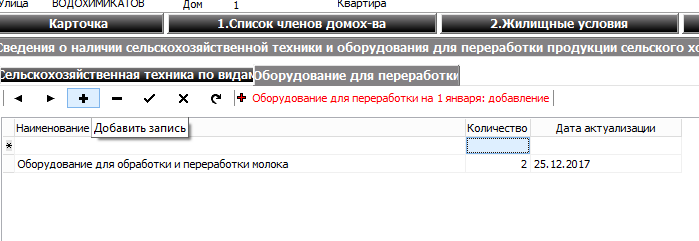 Улица ВОДОХИМИКАТОВ Дом 1 Квартира
Карточка 1.Список членов домох-ва 2.Жилищные условия
Сведения о наличии сельскохозяйственной техники и оборудования для переработки продукции сельского хо
Сельскохозяйственная техника по видам Оборудование для переработки
Оборудование для переработки на 1 января: добавление
Наименование Добавить запись Количество Дата актуализации
Оборудование для обработки и переработки молока 2 25.12.2017